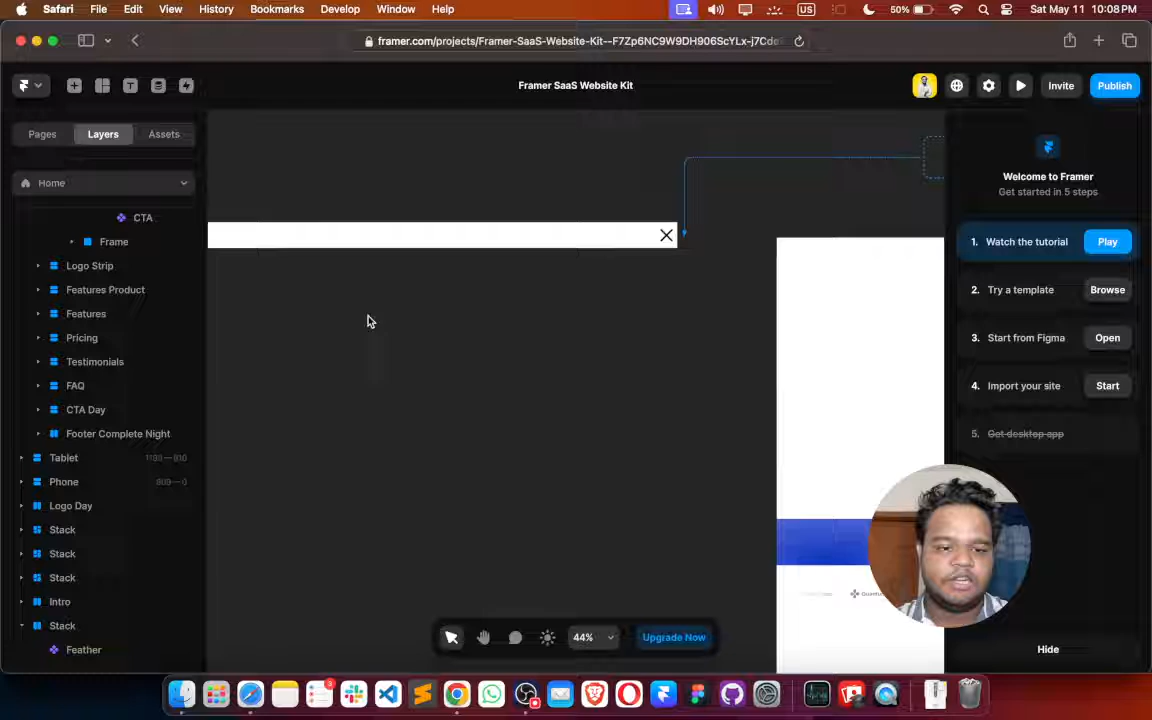 Safari File Edit View History Bookmarks Develop Window Help US 50% Sat May 11 10:08PM
framer.com/projects/Framer-SaaS-Website-Kit--F7Zp6NC9W9DH906ScYLx-j7Cdo
Framer SaaS Website Kit
Invite
Publish
Pages Layers Assets
Home
CTA
Frame
Logo Strip
Features Product
Features
Pricing
Testimonials
FAQ
CTA Day
Footer Complete Night
Tablet
Phone
Logo Day
Stack
Stack
Stack
Intro
Stack
Feather
Welcome to Framer
Get started in 5 steps
1. Watch the tutorial Play
2. Try a template Browse
3. Start from Figma Open
4. Import your site Start
5. Get desktop app
Hide
44%
Upgrade Now
3